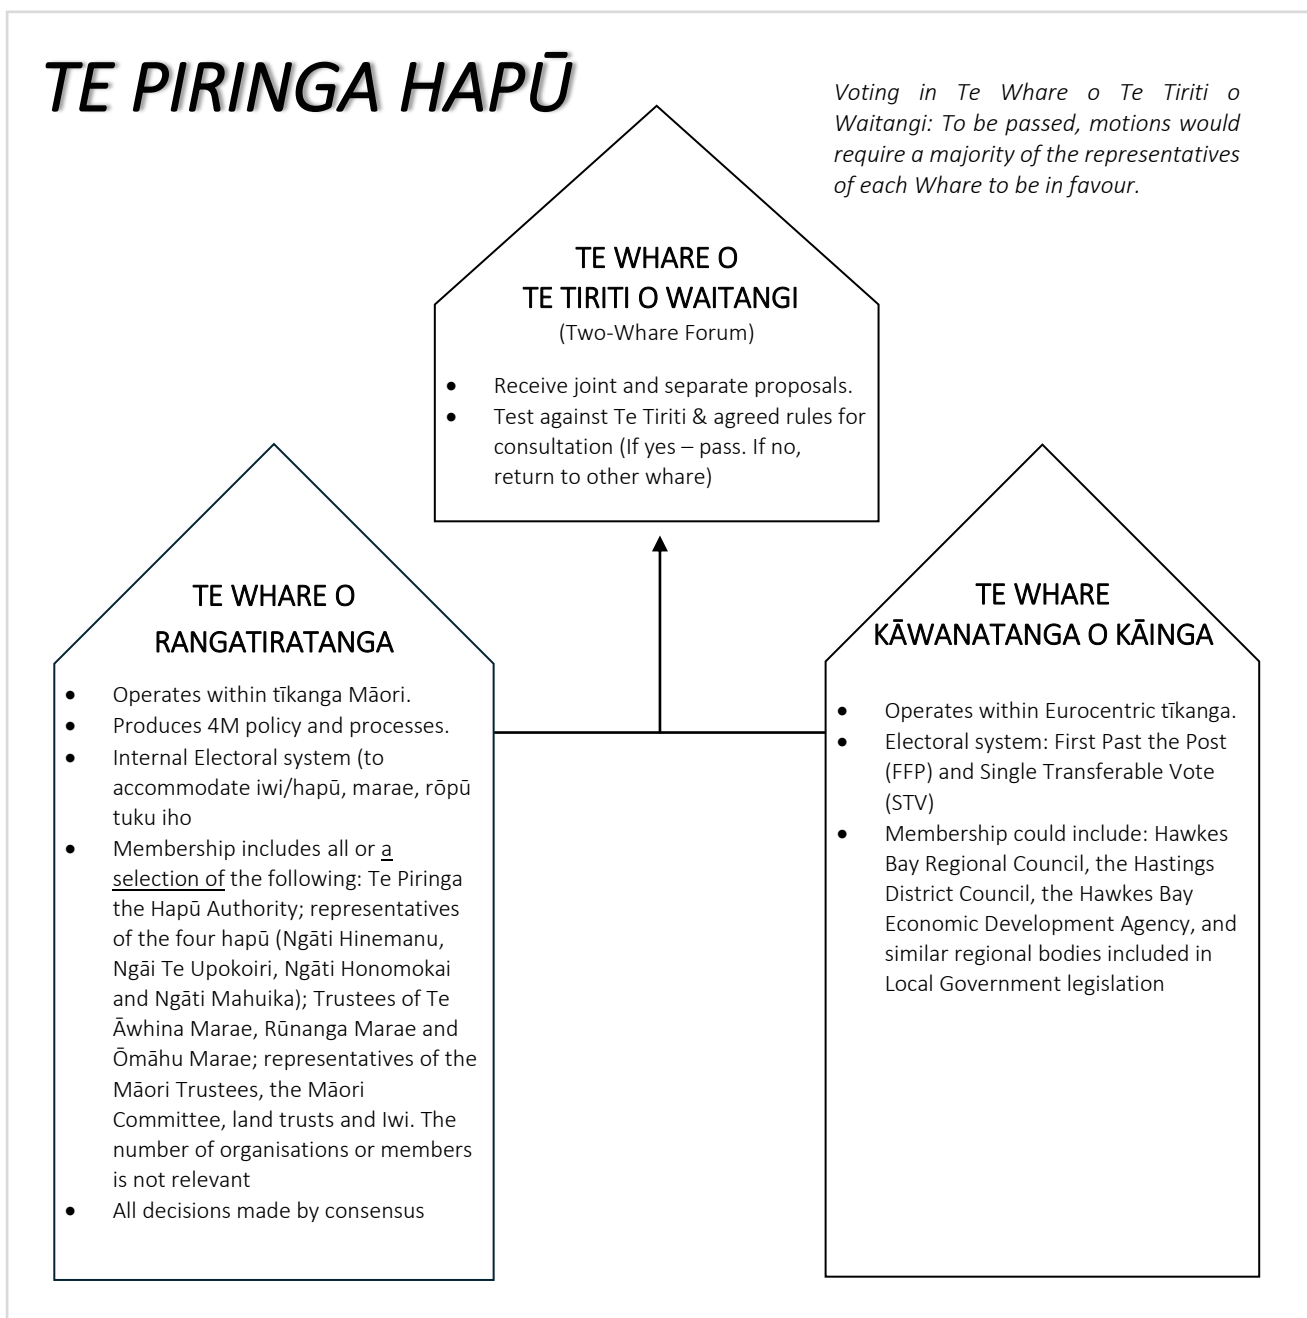 TE PIRINGA HAPŪ
Voting in Te Whare o Te Tiriti o
Waitangi: To be passed, motions would
require a majority of the representatives
of each Whare to be in favour.
TE WHARE O
TE TIRITI O WAITANGI
(Two-Whare Forum)
• Receive joint and separate proposals.
• Test against Te Tiriti & agreed rules for
consultation (If yes – pass. If no,
return to other whare)
TE WHARE O
RANGATIRATANGA
• Operates within tīkanga Māori.
• Produces 4M policy and processes.
• Internal Electoral system (to
accommodate iwi/hapū, marae, rōpū
tuku iho
• Membership includes all or a
selection of the following: Te Piringa
the Hapū Authority; representatives
of the four hapū (Ngāti Hinemanu,
Ngāi Te Upokoiri, Ngāti Honomokai
and Ngāti Mahuika); Trustees of Te
Āwhina Marae, Rūnanga Marae and
Ōmāhu Marae; representatives of the
Māori Trustees, the Māori
Committee, land trusts and Iwi. The
number of organisations or members
is not relevant
• All decisions made by consensus
TE WHARE
KĀWANATANGA O KĀINGA
• Operates within Eurocentric tīkanga.
• Electoral system: First Past the Post
(FFP) and Single Transferable Vote
(STV)
• Membership could include: Hawkes
Bay Regional Council, the Hastings
District Council, the Hawkes Bay
Economic Development Agency, and
similar regional bodies included in
Local Government legislation